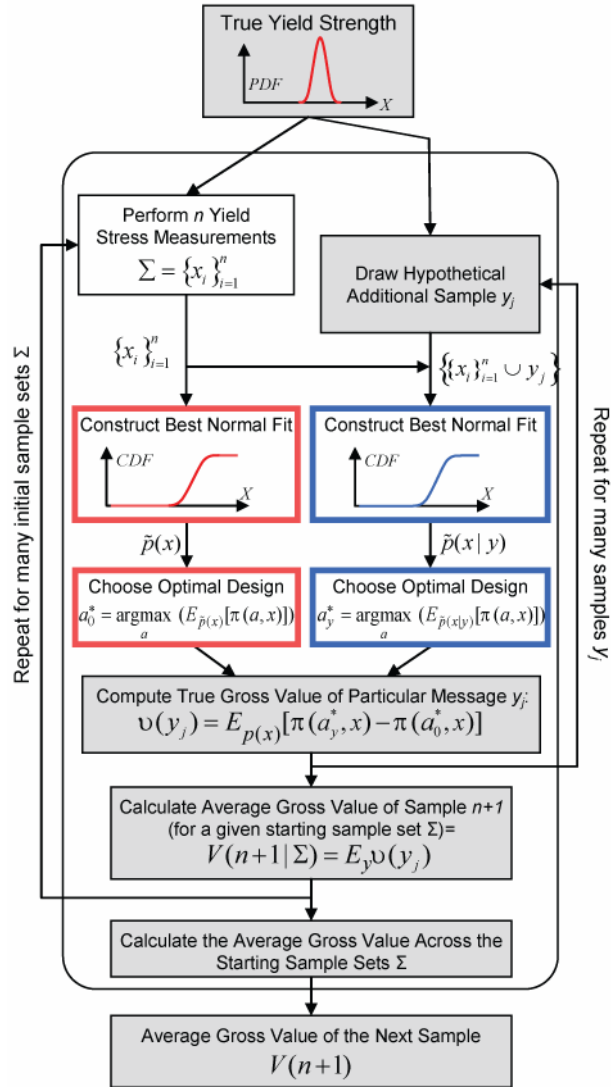 True Yield Strength
PDF
X
Perform n Yield
Stress Measurements
Σ = {x_i}_{i=1}^n
Draw Hypothetical
Additional Sample y_j
{x_i}_{i=1}^n
{{x_i}_{i=1}^n ∪ y_j}
Construct Best Normal Fit
CDF
X
Construct Best Normal Fit
CDF
X
p̃(x)
p̃(x | y)
Choose Optimal Design
a_0^* = argmax_a (E_{p̃(x)}[π(a,x)])
Choose Optimal Design
a_y^* = argmax_a (E_{p̃(x|y)}[π(a,x)])
Compute True Gross Value of Particular Message y_j:
υ(y_j) = E_{p(x)}[π(a_y^*,x) − π(a_0^*,x)]
Calculate Average Gross Value of Sample n+1
(for a given starting sample set Σ)=
V(n+1 | Σ) = E_y υ(y_j)
Calculate the Average Gross Value Across the
Starting Sample Sets Σ
Average Gross Value of the Next Sample
V(n+1)
Repeat for many initial sample sets Σ
Repeat for many samples y_j